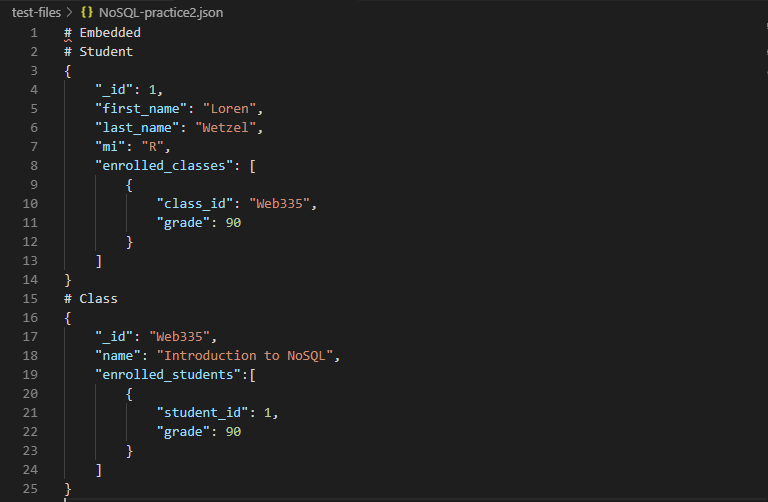 test-files > {} NoSQL-practice2.json
1 # Embedded
2 # Student
3 {
4     "_id": 1,
5     "first_name": "Loren",
6     "last_name": "Wetzel",
7     "mi": "R",
8     "enrolled_classes": [
9         {
10             "class_id": "Web335",
11             "grade": 90
12         }
13     ]
14 }
15 # Class
16 {
17     "_id": "Web335",
18     "name": "Introduction to NoSQL",
19     "enrolled_students":[
20         {
21             "student_id": 1,
22             "grade": 90
23         }
24     ]
25 }